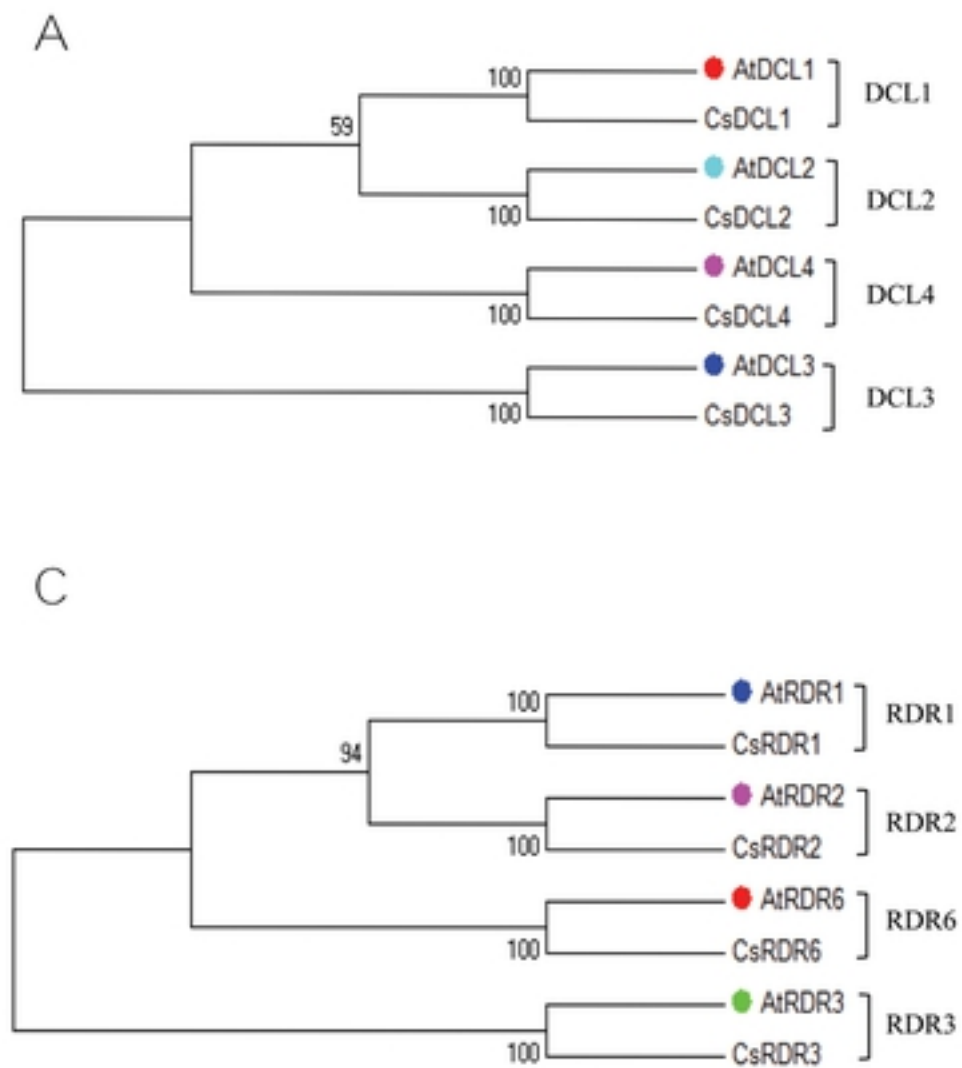 A
100
AtDCL1
DCL1
CsDCL1
59
AtDCL2
DCL2
100
CsDCL2
AtDCL4
DCL4
100
CsDCL4
AtDCL3
DCL3
100
CsDCL3
C
100
AtRDR1
RDR1
CsRDR1
94
AtRDR2
RDR2
100
CsRDR2
AtRDR6
RDR6
100
CsRDR6
AtRDR3
RDR3
100
CsRDR3